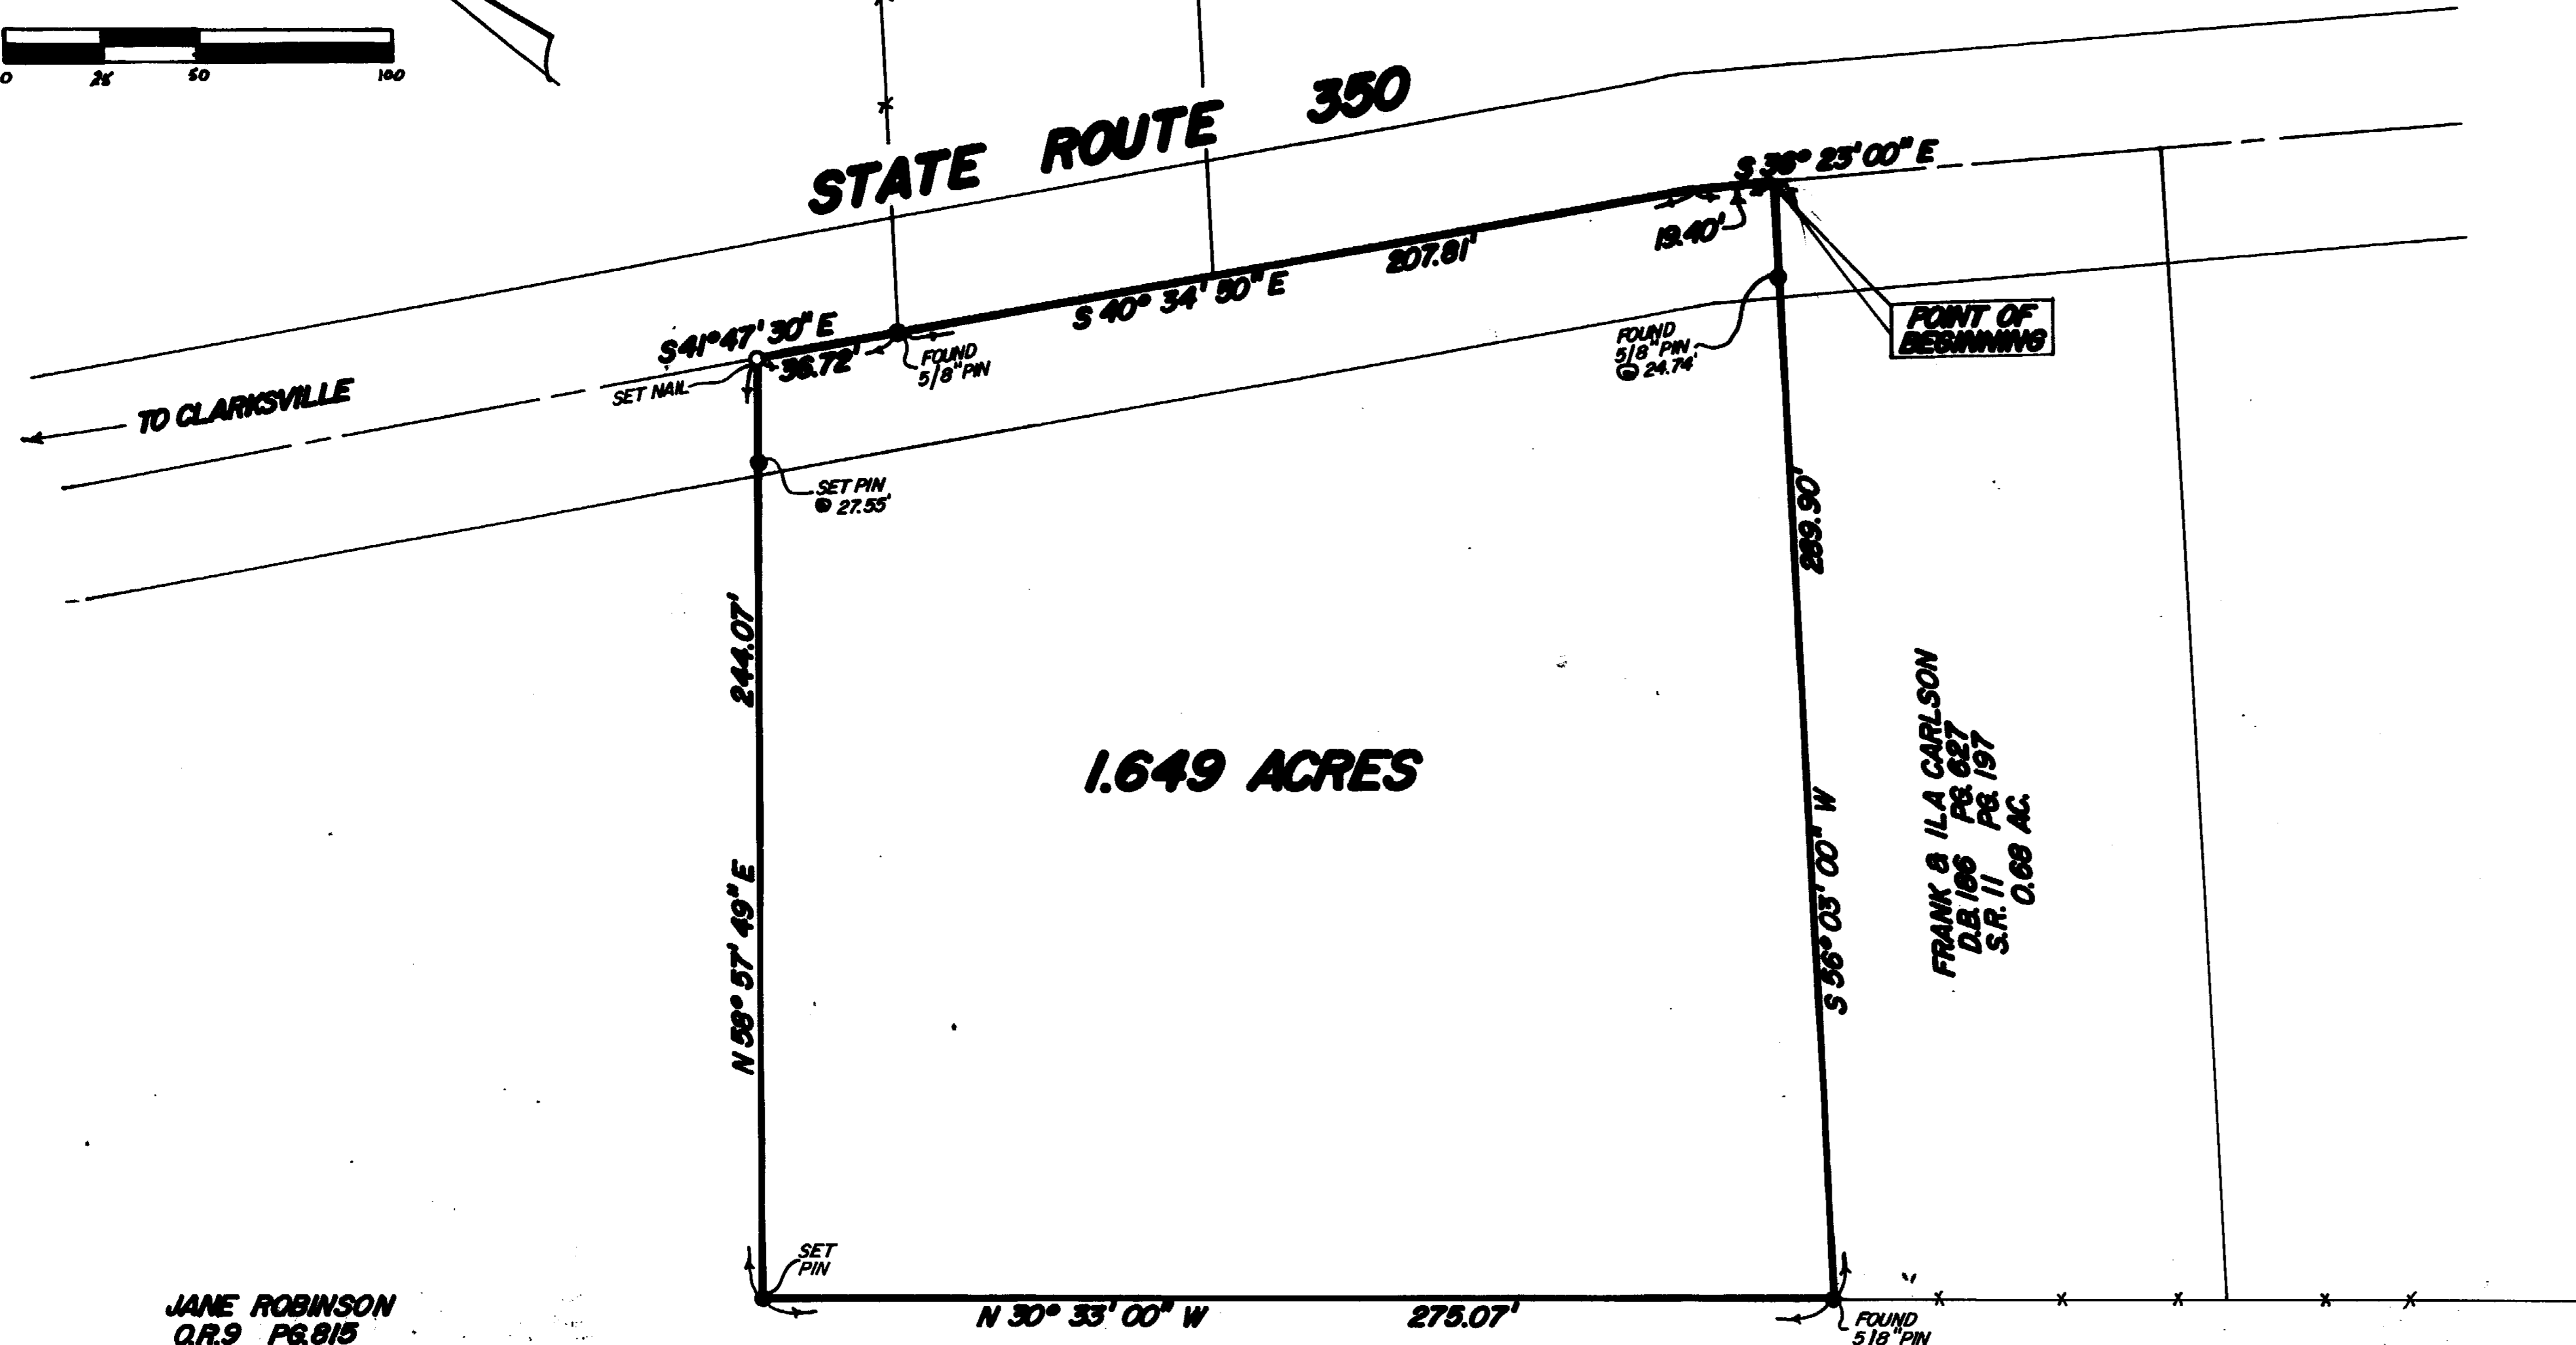 0 25 50 100
STATE ROUTE 350
S 36° 23' 00" E
19.40'
207.81'
S 40° 34' 50" E
S 41° 47' 30" E
36.72'
SET NAIL
FOUND
5/8" PIN
TO CLARKSVILLE
FOUND
5/8" PIN
@ 24.74'
POINT OF
BEGINNING
SET PIN
@ 27.55'
244.07'
N 58° 57' 49" E
289.90'
S 56° 03' 00" W
1.649 ACRES
FRANK & ILA CARLSON
D.B. 186 PG. 627
S.R. 11 PG. 197
0.68 AC.
SET
PIN
JANE ROBINSON
O.R.9 PG.815
N 30° 33' 00" W 275.07'
FOUND
5/8" PIN